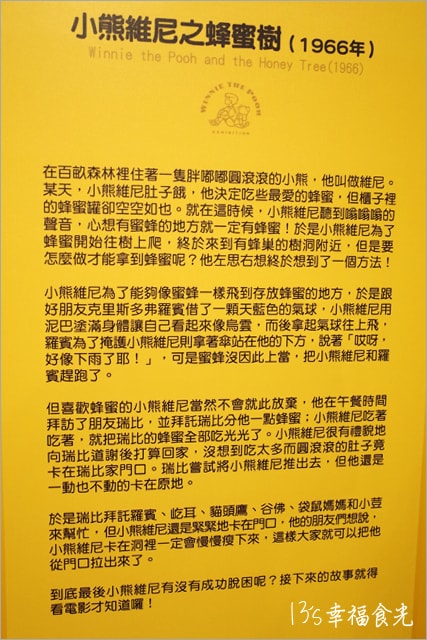 小熊維尼之蜂蜜樹（1966年）
Winnie the Pooh and the Honey Tree(1966)
WINNIE THE POOH
EXHIBITION
在百畝森林裡住著一隻胖嘟嘟圓滾滾的小熊，他叫做維尼。
某天，小熊維尼肚子餓，他決定吃些最愛的蜂蜜，但櫃子裡
的蜂蜜罐卻空空如也。就在這時候，小熊維尼聽到嗡嗡嗡的
聲音，心想有蜜蜂的地方就一定有蜂蜜！於是小熊維尼為了
蜂蜜開始往樹上爬，終於來到有蜂巢的樹洞附近，但是要
怎麼做才能拿到蜂蜜呢？他左思右想終於想到了一個方法！
小熊維尼為了能夠像蜜蜂一樣飛到存放蜂蜜的地方，於是跟
好朋友克里斯多弗羅賓借了一顆天藍色的氣球，小熊維尼用
泥巴塗滿身體讓自己看起來像烏雲，而後拿起氣球往上飛，
羅賓為了掩護小熊維尼則拿著傘站在他的下方，說著「哎呀，
好像下雨了耶！」，可是蜜蜂沒因此上當，把小熊維尼和羅
賓趕跑了。
但喜歡蜂蜜的小熊維尼當然不會就此放棄，他在午餐時間
拜訪了朋友瑞比，並拜託瑞比分他一點蜂蜜；小熊維尼吃著
吃著，就把瑞比的蜂蜜全部吃光光了。小熊維尼很有禮貌地
向瑞比道謝後打算回家，沒想到吃太多而圓滾滾的肚子竟
卡在瑞比家門口。瑞比嘗試將小熊維尼推出去，但他還是
一動也不動的卡在原地。
於是瑞比拜託羅賓、屹耳、貓頭鷹、谷佛、袋鼠媽媽和小荳
來幫忙，但小熊維尼還是緊緊地卡在門口，他的朋友們想說，
小熊維尼卡在洞裡一定會慢慢瘦下來，這樣大家就可以把他
從門口拉出來了。
到底最後小熊維尼有沒有成功脫困呢？接下來的故事就得
看電影才知道囉！
13's幸福食光